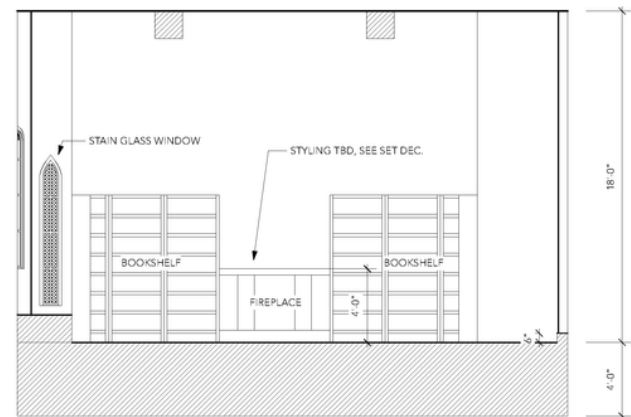 STAIN GLASS WINDOW
STYLING TBD, SEE SET DEC.
18'-0"
BOOKSHELF
BOOKSHELF
FIREPLACE
4'-0"
6"
4'-0"